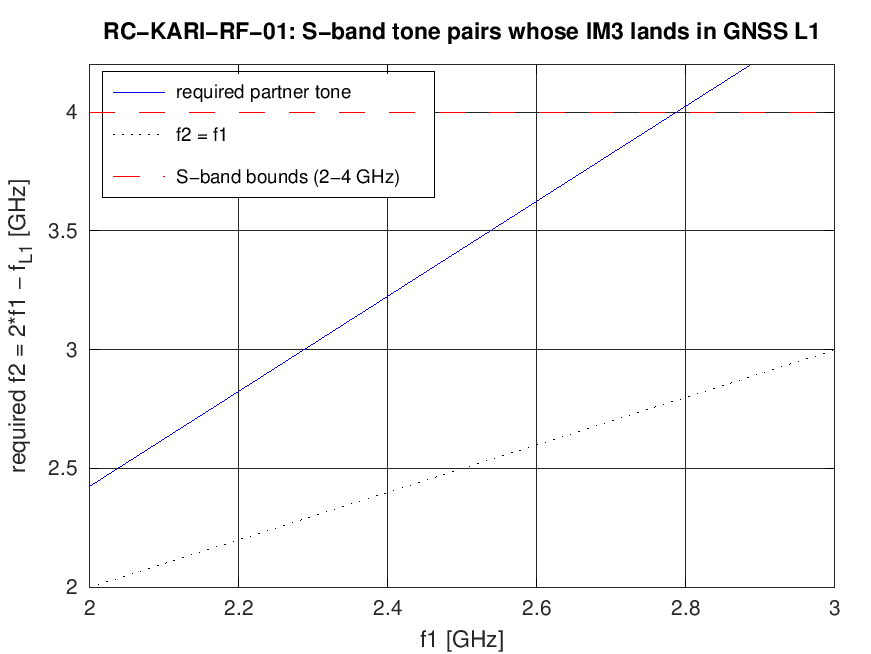 RC−KARI−RF−01: S−band tone pairs whose IM3 lands in GNSS L1
required partner tone
f2 = f1
S−band bounds (2−4 GHz)
required f2 = 2*f1 − f_L1 [GHz]
4
3.5
3
2.5
2
2 2.2 2.4 2.6 2.8 3
f1 [GHz]